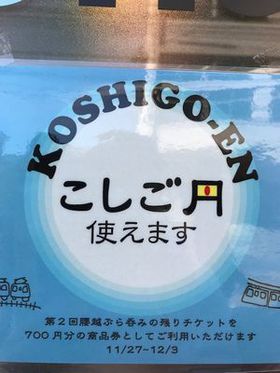 KOSHIGO-EN
こしご円
使えます
第2回腰越ぶら呑みの残りチケットを
700円分の商品券としてご利用いただけます
11/27~12/3